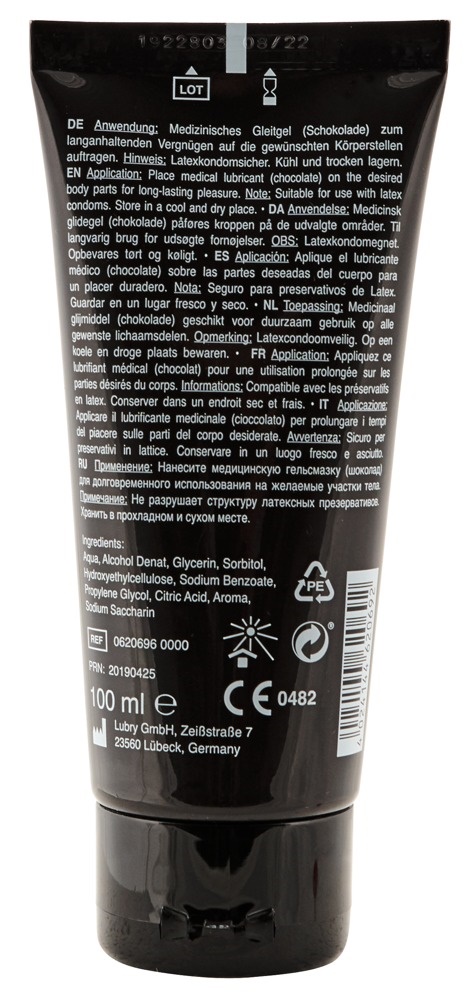 1922803 08/22
LOT
DE Anwendung: Medizinisches Gleitgel (Schokolade) zum
langanhaltenden Vergnügen auf die gewünschten Körperstellen
auftragen. Hinweis: Latexkondomsicher. Kühl und trocken lagern.
EN Application: Place medical lubricant (chocolate) on the desired
body parts for long-lasting pleasure. Note: Suitable for use with latex
condoms. Store in a cool and dry place. • DA Anvendelse: Medicinsk
glidegel (chokolade) påføres kroppen på de udvalgte områder. Til
langvarig brug for udsøgte fornøjelser. OBS: Latexkondomegnet.
Opbevares tørt og køligt. • ES Aplicación: Aplique el lubricante
médico (chocolate) sobre las partes deseadas del cuerpo para
un placer duradero. Nota: Seguro para preservativos de Latex.
Guardar en un lugar fresco y seco. • NL Toepassing: Medicinaal
glijmiddel (chokolade) geschikt voor duurzaam gebruik op alle
gewenste lichaamsdelen. Opmerking: Latexcondoomveilig. Op een
koele en droge plaats bewaren. • FR Application: Appliquez ce
lubrifiant médical (chocolat) pour une utilisation prolongée sur les
parties désirés du corps. Informations: Compatible avec les préservatifs
en latex. Conserver dans un endroit sec et frais. • IT Applicazione:
Applicare il lubrificante medicinale (cioccolato) per prolungare i tempi
del piacere sulle parti del corpo desiderate. Avvertenza: Sicuro per
preservativi in lattice. Conservare in un luogo fresco e asciutto.
RU Применение: Нанесите медицинскую гельсмазку (шоколад)
для долговременного использования на желаемые участки тела.
Примечание: Не разрушает структуру латексных презервативов.
Хранить в прохладном и сухом месте.
Ingredients:
Aqua, Alcohol Denat, Glycerin, Sorbitol,
Hydroxyethylcellulose, Sodium Benzoate,
Propylene Glycol, Citric Acid, Aroma,
Sodium Saccharin
PE
REF 0620696 0000
PRN: 20190425
100 ml ℮
CE 0482
Lubry GmbH, Zeißstraße 7
23560 Lübeck, Germany
4024144620692